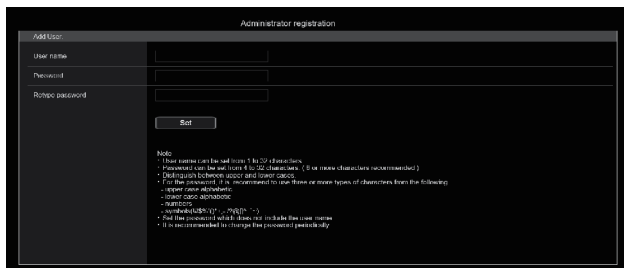 Administrator registration
Add User
User name
Password
Retype password
Set
Note
・User name can be set from 1 to 32 characters
・Password can be set from 4 to 32 characters. ( 8 or more characters recommended )
・Distinguish between upper and lower cases.
・For the password, it is recommend to use three or more types of characters from the following
- upper case alphabetic
- lower case alphabetic
- numbers
- symbols
・Set the password which does not include the user name
・It is recommended to change the password periodically